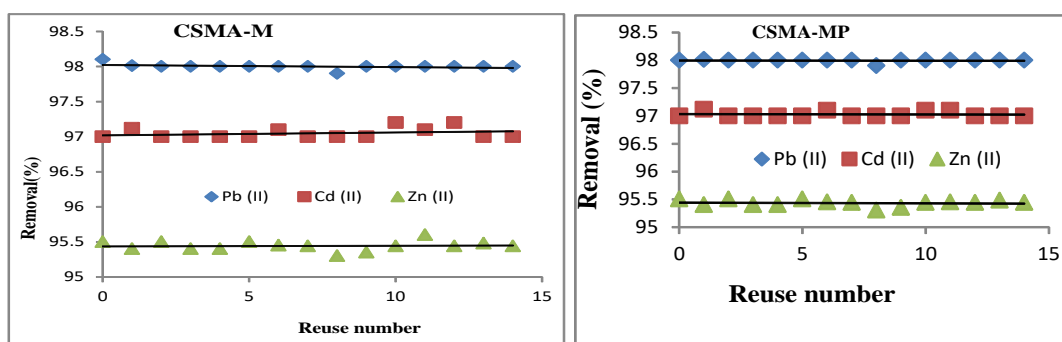 CSMA-M
98.5
98
97.5
97
96.5
96
95.5
95
Removal(%)
Pb (II) Cd (II) Zn (II)
0 5 10 15
Reuse number
CSMA-MP
98.5
98
97.5
97
96.5
96
95.5
95
Removal (%)
Pb (II) Cd (II) Zn (II)
0 5 10 15
Reuse number